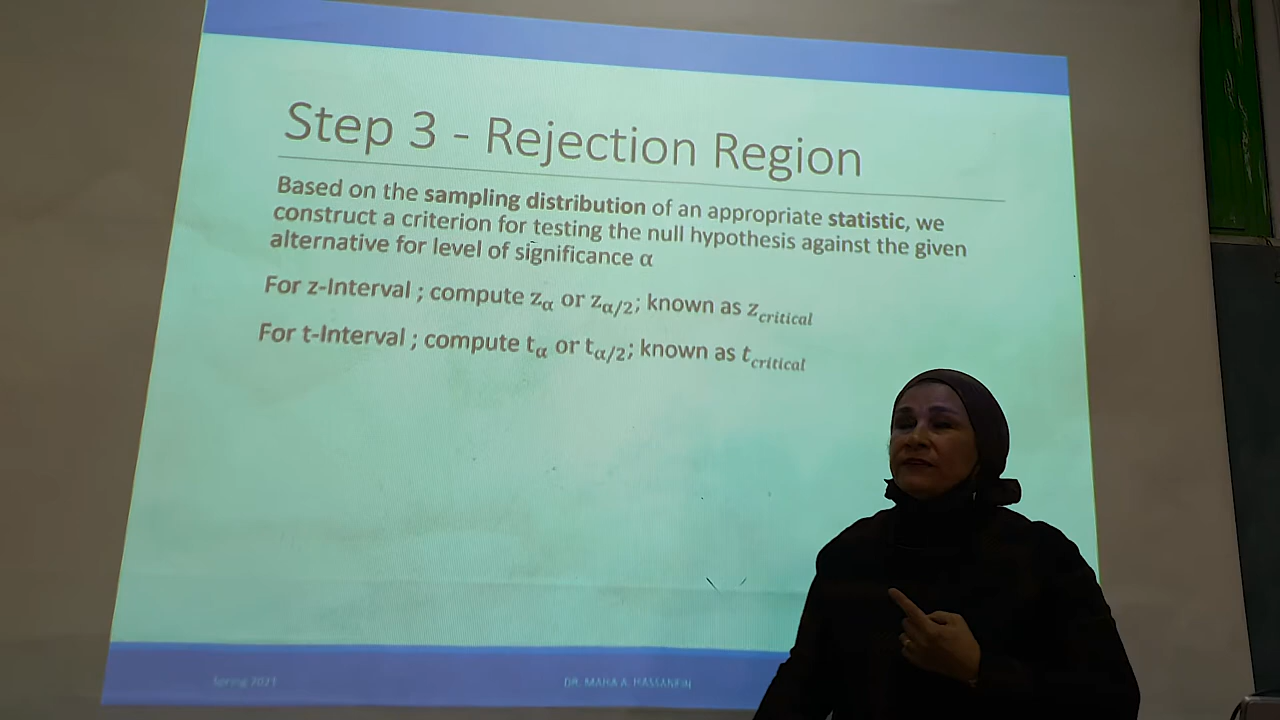 Step 3 - Rejection Region
Based on the sampling distribution of an appropriate statistic, we
construct a criterion for testing the null hypothesis against the given
alternative for level of significance α
For z-Interval ; compute zα or zα/2; known as zcritical
For t-Interval ; compute tα or tα/2; known as tcritical
Spring 2021
DR. MAHA A. HASSANEIN